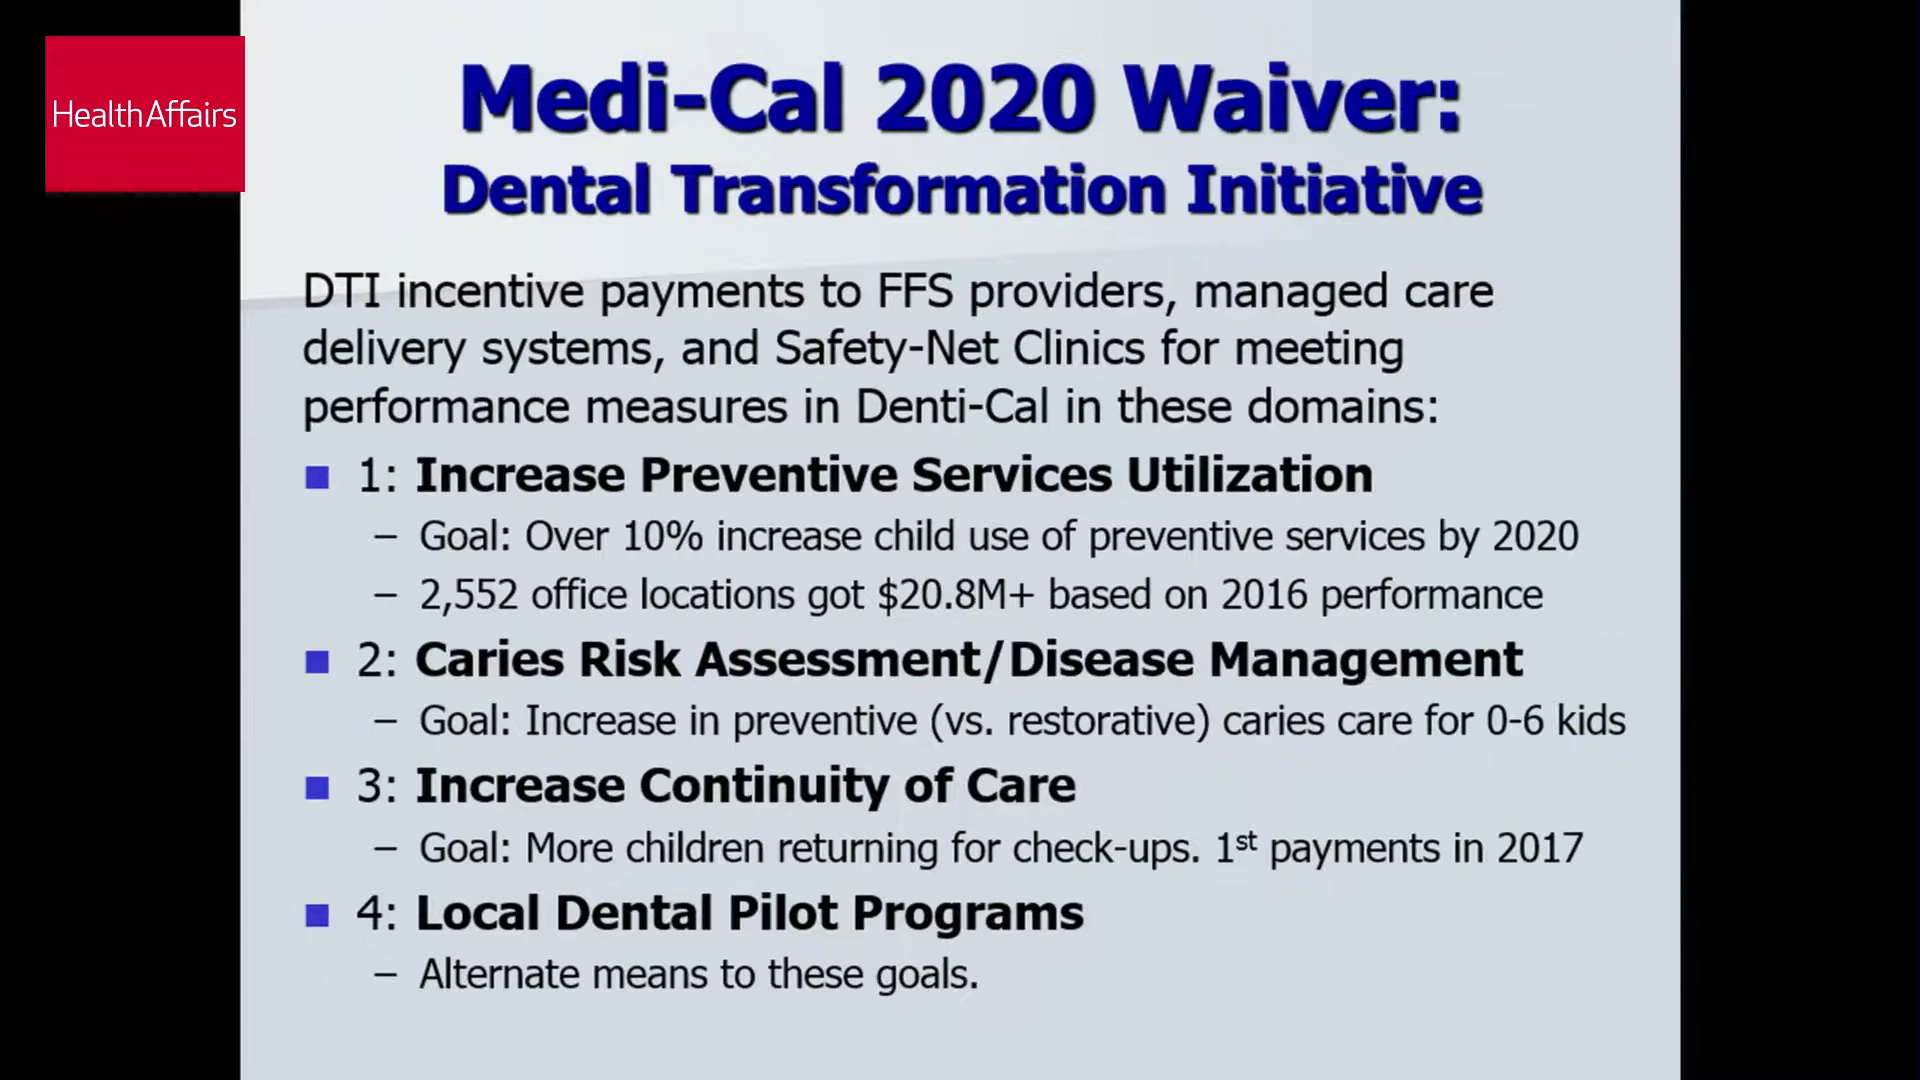 HealthAffairs
Medi-Cal 2020 Waiver:
Dental Transformation Initiative
DTI incentive payments to FFS providers, managed care
delivery systems, and Safety-Net Clinics for meeting
performance measures in Denti-Cal in these domains:
■ 1: Increase Preventive Services Utilization
– Goal: Over 10% increase child use of preventive services by 2020
– 2,552 office locations got $20.8M+ based on 2016 performance
■ 2: Caries Risk Assessment/Disease Management
– Goal: Increase in preventive (vs. restorative) caries care for 0-6 kids
■ 3: Increase Continuity of Care
– Goal: More children returning for check-ups. 1st payments in 2017
■ 4: Local Dental Pilot Programs
– Alternate means to these goals.